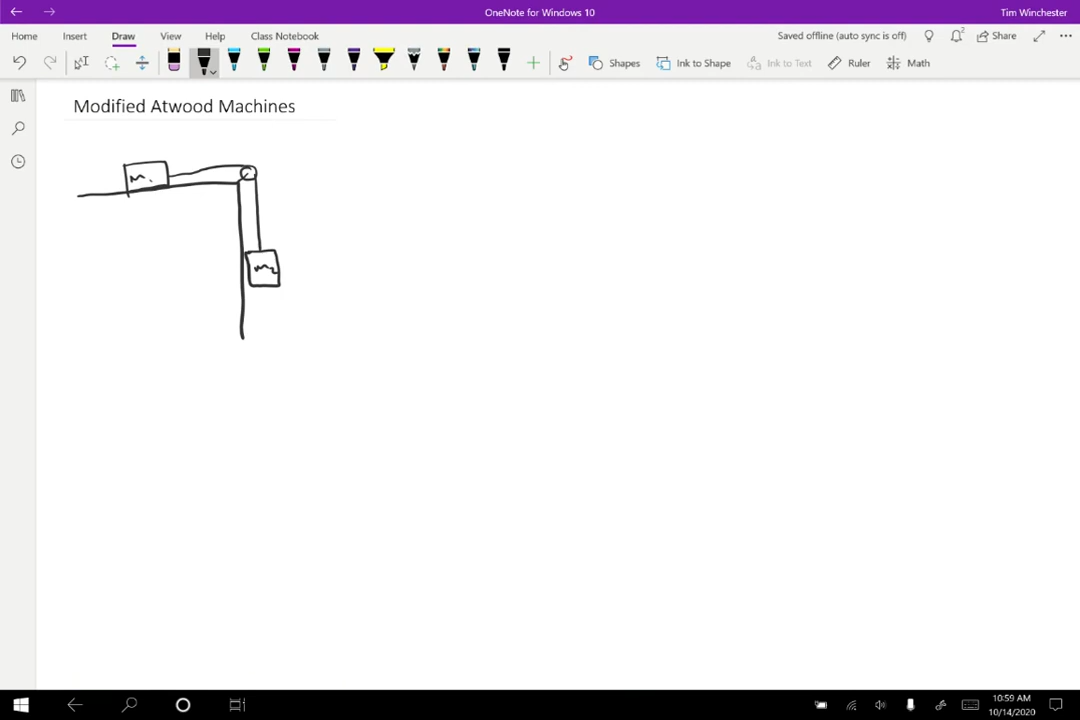 OneNote for Windows 10
Tim Winchester
Home Insert Draw View Help Class Notebook
Saved offline (auto sync is off) Share
Shapes Ink to Shape Ink to Text Ruler Math
Modified Atwood Machines
m₁
m₂
10:59 AM
10/14/2020